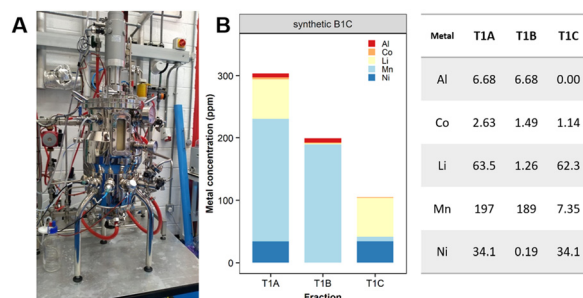 A
B
synthetic B1C
Al
Co
Li
Mn
Ni
Metal concentration (ppm)
300
200
100
0
T1A T1B T1C
Fraction
Metal T1A T1B T1C
Al 6.68 6.68 0.00
Co 2.63 1.49 1.14
Li 63.5 1.26 62.3
Mn 197 189 7.35
Ni 34.1 0.19 34.1